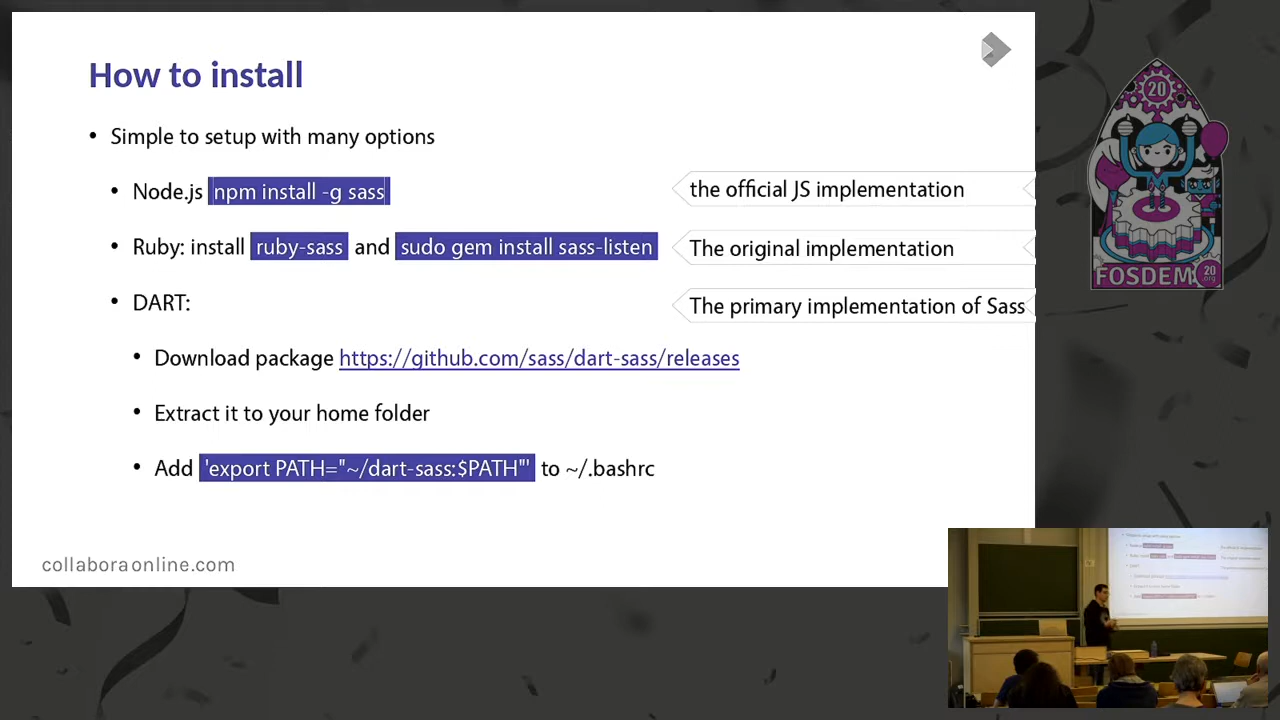 How to install
• Simple to setup with many options
• Node.js npm install -g sass
the official JS implementation
• Ruby: install ruby-sass and sudo gem install sass-listen
The original implementation
• DART:
The primary implementation of Sass
• Download package https://github.com/sass/dart-sass/releases
• Extract it to your home folder
• Add 'export PATH="~/dart-sass:$PATH"' to ~/.bashrc
collaboraonline.com
20
FOSDEM 20
.org